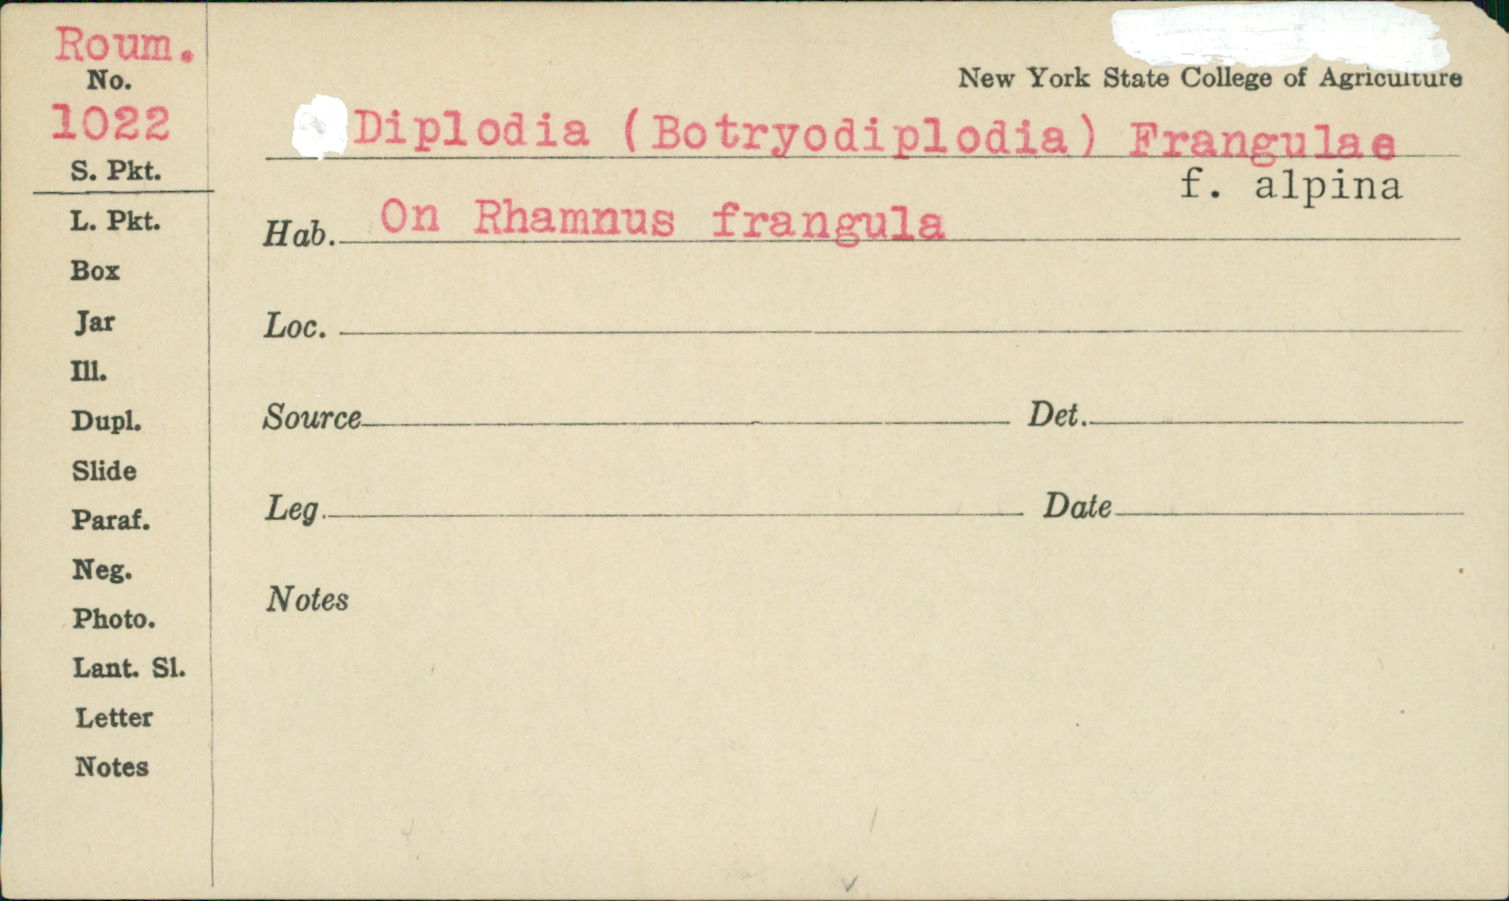 Roum.
No.
1022
S. Pkt.
L. Pkt.
Box
Jar
Ill.
Dupl.
Slide
Paraf.
Neg.
Photo.
Lant. Sl.
Letter
Notes
New York State College of Agriculture
Diplodia (Botryodiplodia) Frangulae
f. alpina
Hab. On Rhamnus frangula
Loc.
Source Det.
Leg. Date
Notes